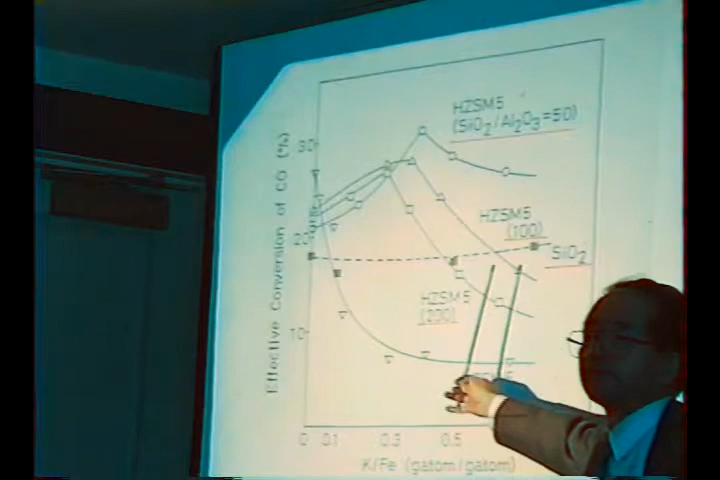 HZSM5
(SiO₂/Al₂O₃=50)
30
Effective Conversion of CO (%)
HZSM5
(100)
20
SiO₂
HZSM5
(200)
10
0 0.1 0.3 0.5
K/Fe (gatom/gatom)